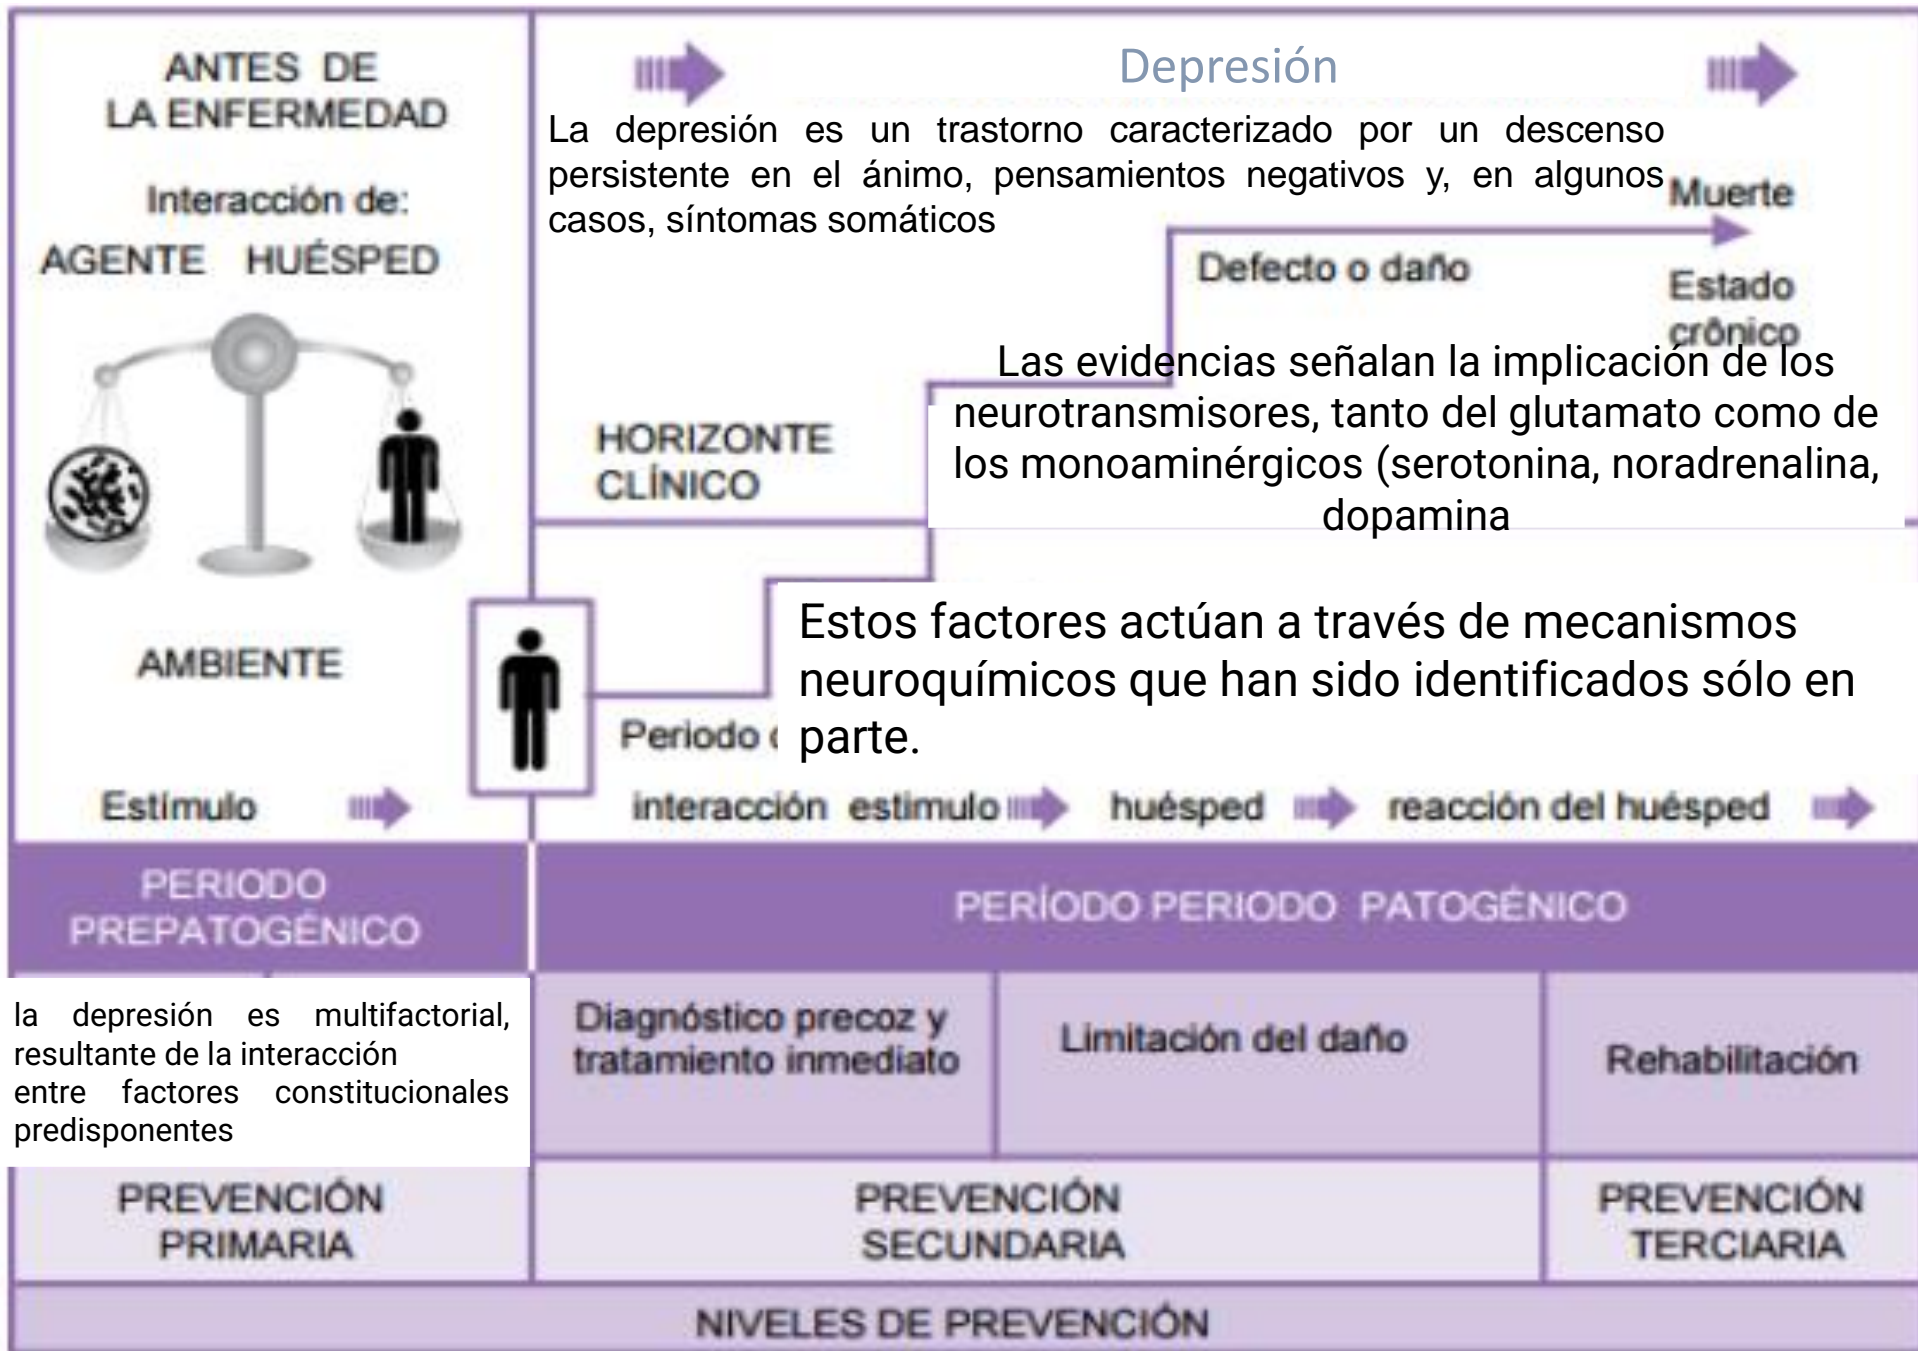 ANTES DE
LA ENFERMEDAD
Interacción de:
AGENTE HUÉSPED
AMBIENTE
Estímulo
Depresión
La depresión es un trastorno caracterizado por un descenso
persistente en el ánimo, pensamientos negativos y, en algunos
casos, síntomas somáticos
Muerte
Defecto o daño
Estado
crônico
Las evidencias señalan la implicación de los
neurotransmisores, tanto del glutamato como de
los monoaminérgicos (serotonina, noradrenalina,
dopamina
HORIZONTE
CLÍNICO
Estos factores actúan a través de mecanismos
neuroquímicos que han sido identificados sólo en
parte.
Periodo
interacción estimulo huésped reacción del huésped
PERIODO
PREPATOGÉNICO
PERÍODO PERIODO PATOGÉNICO
la depresión es multifactorial,
resultante de la interacción
entre factores constitucionales
predisponentes
Diagnóstico precoz y
tratamiento inmediato
Limitación del daño
Rehabilitación
PREVENCIÓN
PRIMARIA
PREVENCIÓN
SECUNDARIA
PREVENCIÓN
TERCIARIA
NIVELES DE PREVENCIÓN